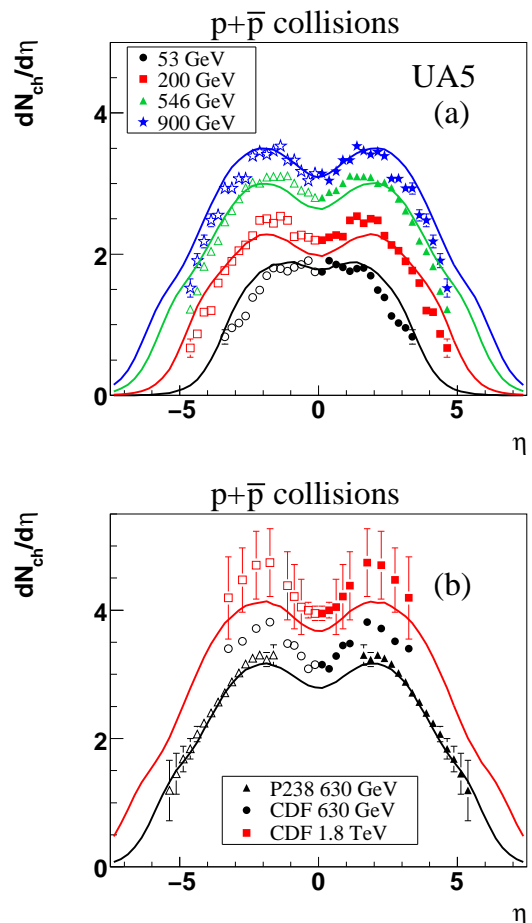 p+p̅ collisions
dN_ch/dη
53 GeV
200 GeV
546 GeV
900 GeV
UA5
(a)
4
2
0
−5 0 5
η
p+p̅ collisions
dN_ch/dη
(b)
4
2
0
P238 630 GeV
CDF 630 GeV
CDF 1.8 TeV
−5 0 5
η